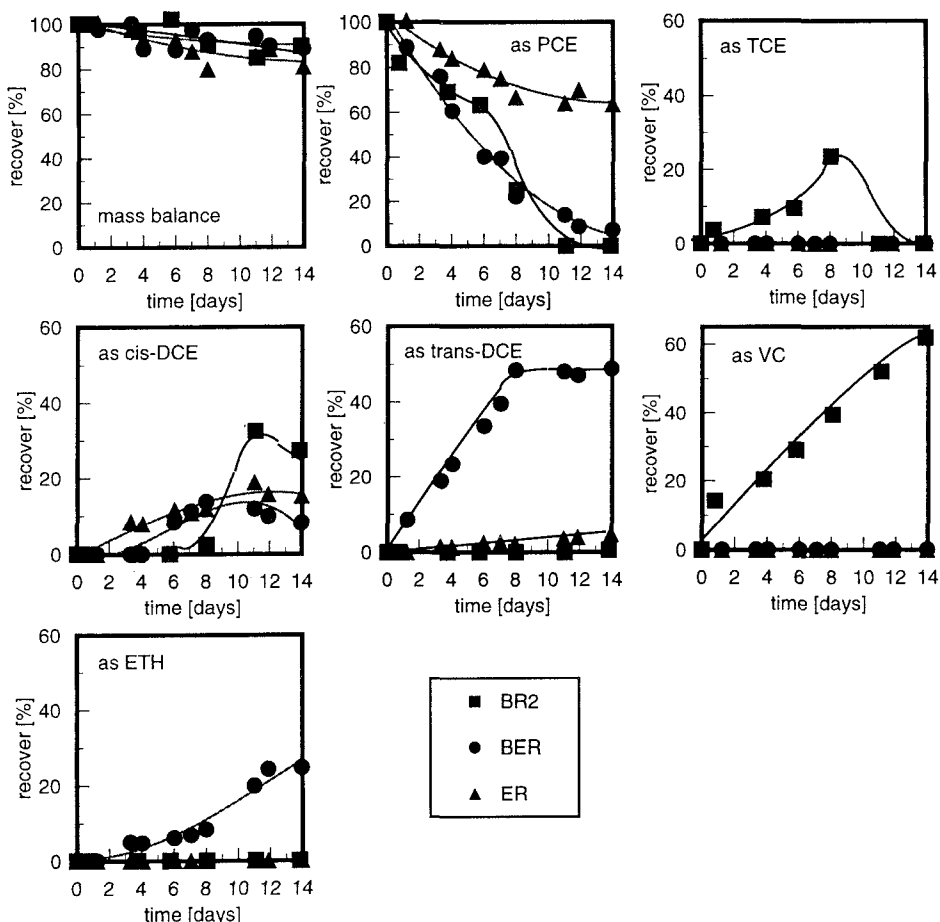 100
80
60
40
20
0
recover [%]
mass balance
0 2 4 6 8 10 12 14
time [days]
100
80
60
40
20
0
recover [%]
as PCE
0 2 4 6 8 10 12 14
time [days]
60
40
20
0
recover [%]
as TCE
0 2 4 6 8 10 12 14
time [days]
60
40
20
0
recover [%]
as cis-DCE
0 2 4 6 8 10 12 14
time [days]
60
40
20
0
recover [%]
as trans-DCE
0 2 4 6 8 10 12 14
time [days]
60
40
20
0
recover [%]
as VC
0 2 4 6 8 10 12 14
time [days]
60
40
20
0
recover [%]
as ETH
0 2 4 6 8 10 12 14
time [days]
BR2
BER
ER